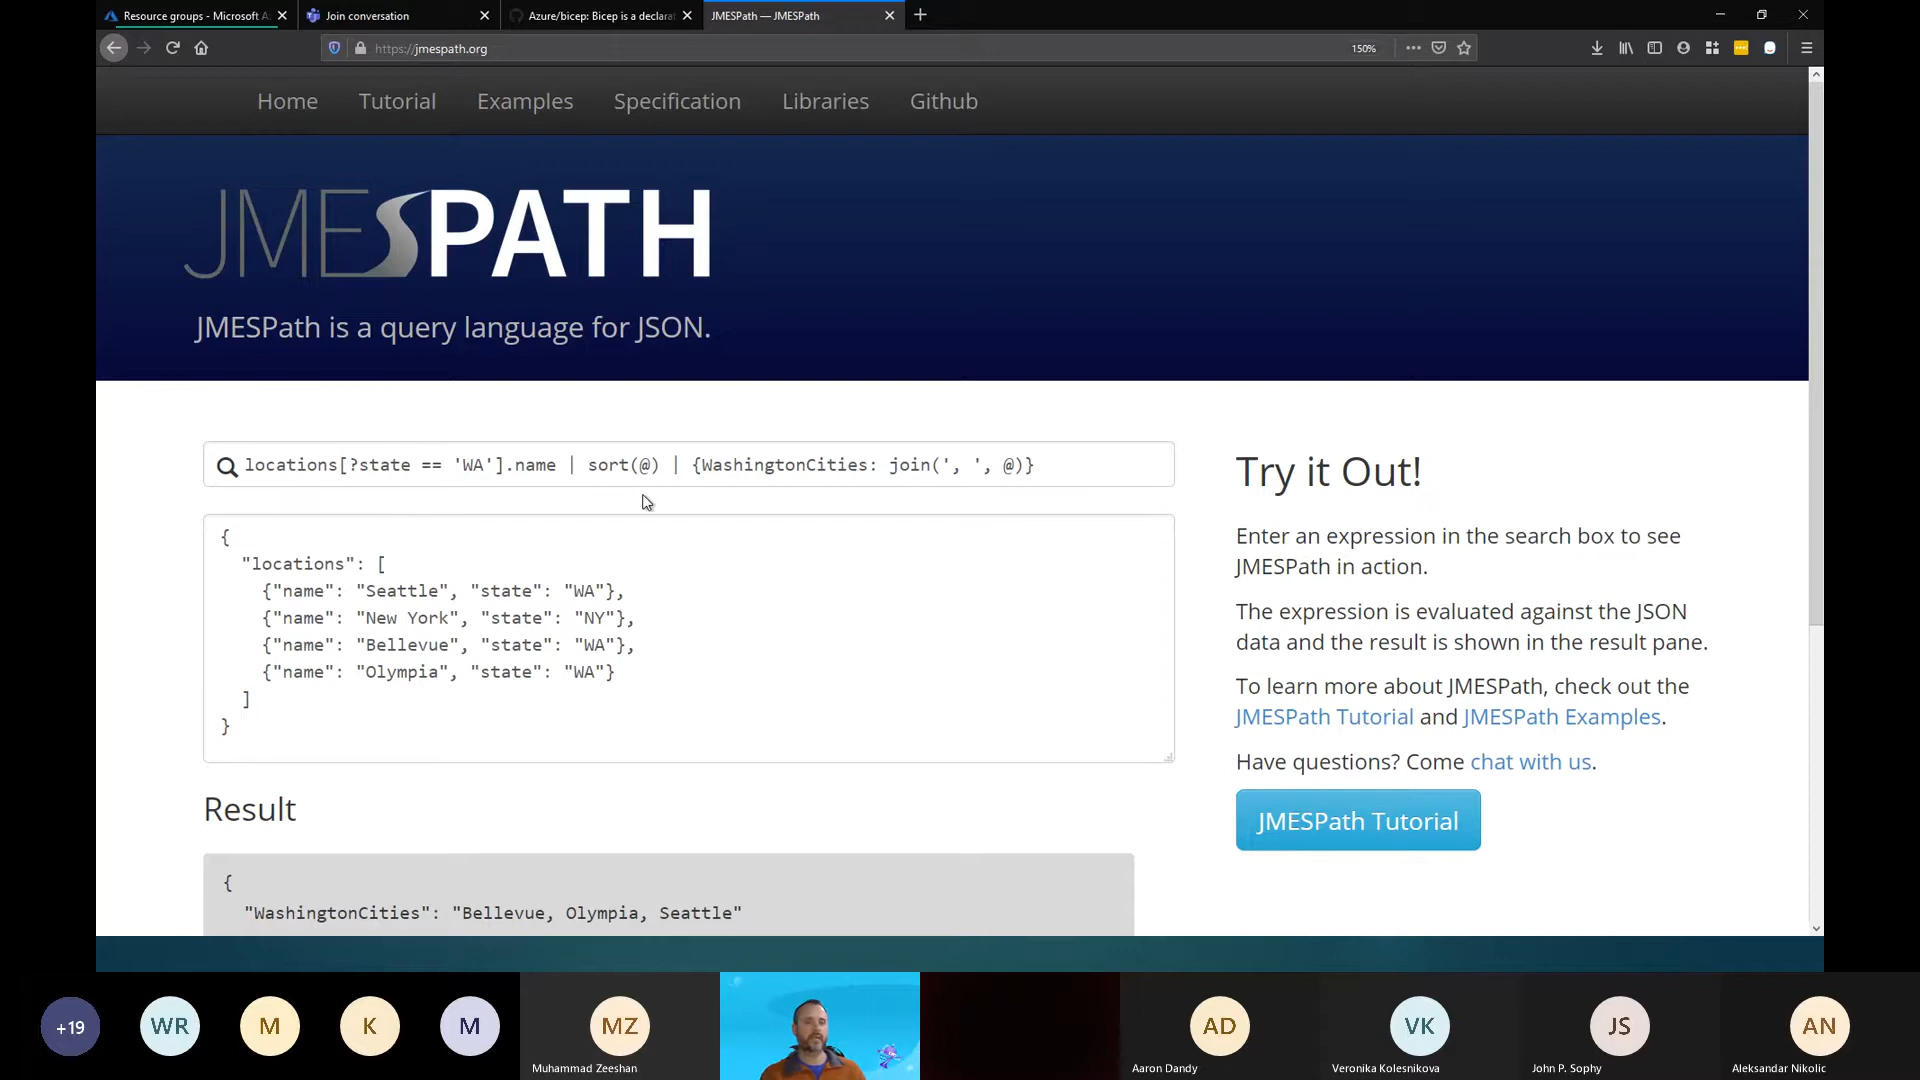 Resource groups - Microsoft A
Join conversation
Azure/bicep: Bicep is a declarat
JMESPath — JMESPath
https://jmespath.org
150%
Home
Tutorial
Examples
Specification
Libraries
Github
JMESPATH
JMESPath is a query language for JSON.
locations[?state == 'WA'].name | sort(@) | {WashingtonCities: join(', ', @)}
{
"locations": [
{"name": "Seattle", "state": "WA"},
{"name": "New York", "state": "NY"},
{"name": "Bellevue", "state": "WA"},
{"name": "Olympia", "state": "WA"}
]
}
Result
{
"WashingtonCities": "Bellevue, Olympia, Seattle"
Try it Out!
Enter an expression in the search box to see
JMESPath in action.
The expression is evaluated against the JSON
data and the result is shown in the result pane.
To learn more about JMESPath, check out the
JMESPath Tutorial and JMESPath Examples.
Have questions? Come chat with us.
JMESPath Tutorial
+19
WR
M
K
M
MZ
Muhammad Zeeshan
AD
Aaron Dandy
VK
Veronika Kolesnikova
JS
John P. Sophy
AN
Aleksandar Nikolic